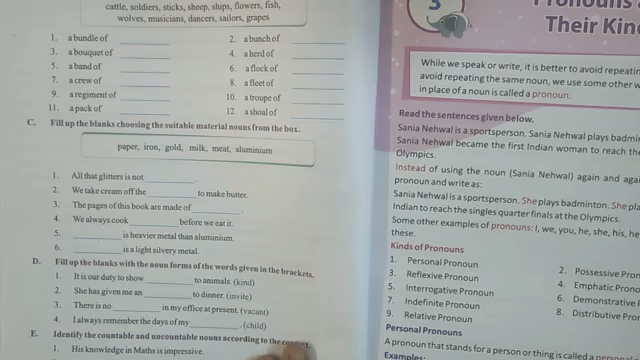 cattle, soldiers, sticks, sheep, ships, flowers, fish,
wolves, musicians, dancers, sailors, grapes
1. a bundle of
2. a bunch of
3. a bouquet of
4. a herd of
5. a band of
6. a flock of
7. a crew of
8. a fleet of
9. a regiment of
10. a troupe of
11. a pack of
12. a shoal of
C. Fill up the blanks choosing the suitable material nouns from the box.
paper, iron, gold, milk, meat, aluminium
1. All that glitters is not ________.
2. We take cream off the ________ to make butter.
3. The pages of this book are made of ________.
4. We always cook ________ before we eat it.
5. ________ is heavier metal than aluminium.
6. ________ is a light silvery metal.
D. Fill up the blanks with the noun forms of the words given in the brackets.
1. It is our duty to show ________ to animals. (kind)
2. She has given me an ________ to dinner. (invite)
3. There is no ________ in my office at present. (vacant)
4. I always remember the days of my ________. (child)
E. Identify the countable and uncountable nouns according to the
1. His knowledge in Maths is impressive.
3
Pronouns
Their Kin
While we speak or write, it is better to avoid repeatin
avoid repeating the same noun, we use some other w
in place of a noun is called a pronoun.
Read the sentences given below.
Sania Nehwal is a sportsperson. Sania Nehwal plays badmin
Sania Nehwal became the first Indian woman to reach the
Olympics.
Instead of using the noun (Sania Nehwal) again and agai
pronoun and write as:
Sania Nehwal is a sportsperson. She plays badminton. She
Indian to reach the singles quarter finals at the Olympics.
Some other examples of pronouns: I, we, you, he, she, his, he
these.
Kinds of Pronouns
1. Personal Pronoun
2. Possessive Pron
3. Reflexive Pronoun
4. Emphatic Prono
5. Interrogative Pronoun
6. Demonstrative
7. Indefinite Pronoun
8. Distributive Pron
9. Relative Pronoun
Personal Pronouns
A pronoun that stands for a person or thing is called a
Examples: